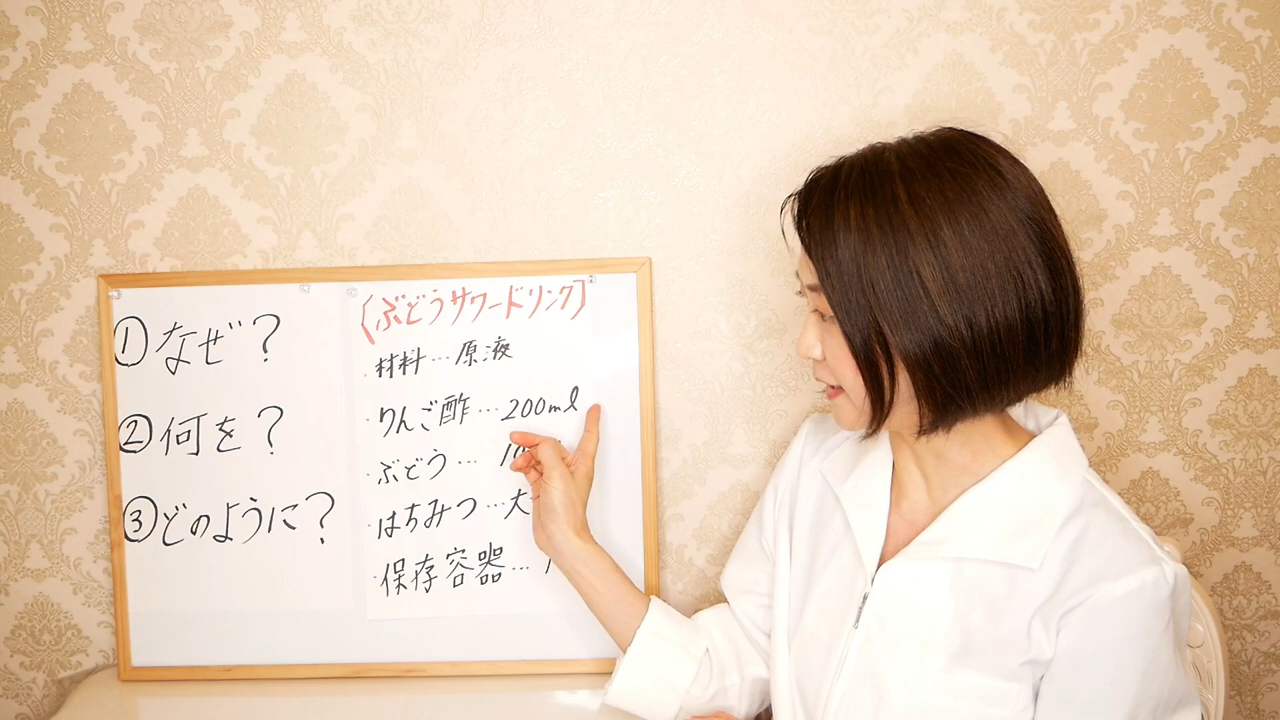 ①なぜ?
②何を?
③どのように?
[ぶどうサワードリンク]
・材料…原液
・りんご酢…200ml
・ぶどう…
・はちみつ…大
・保存容器…